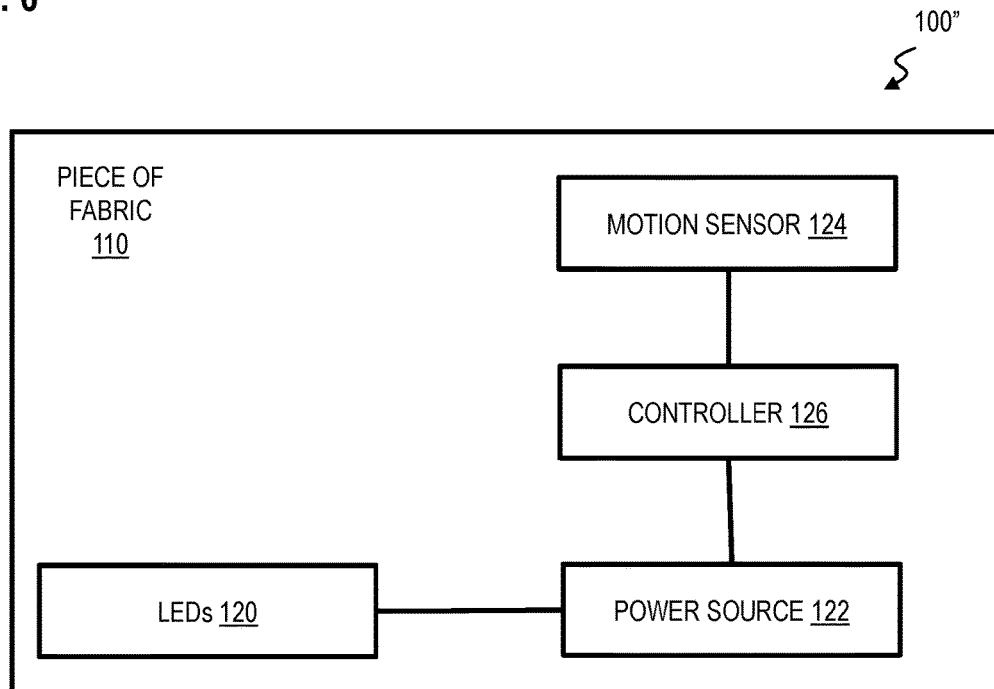 100”
PIECE OF
FABRIC
110
MOTION SENSOR 124
CONTROLLER 126
LEDs 120
POWER SOURCE 122